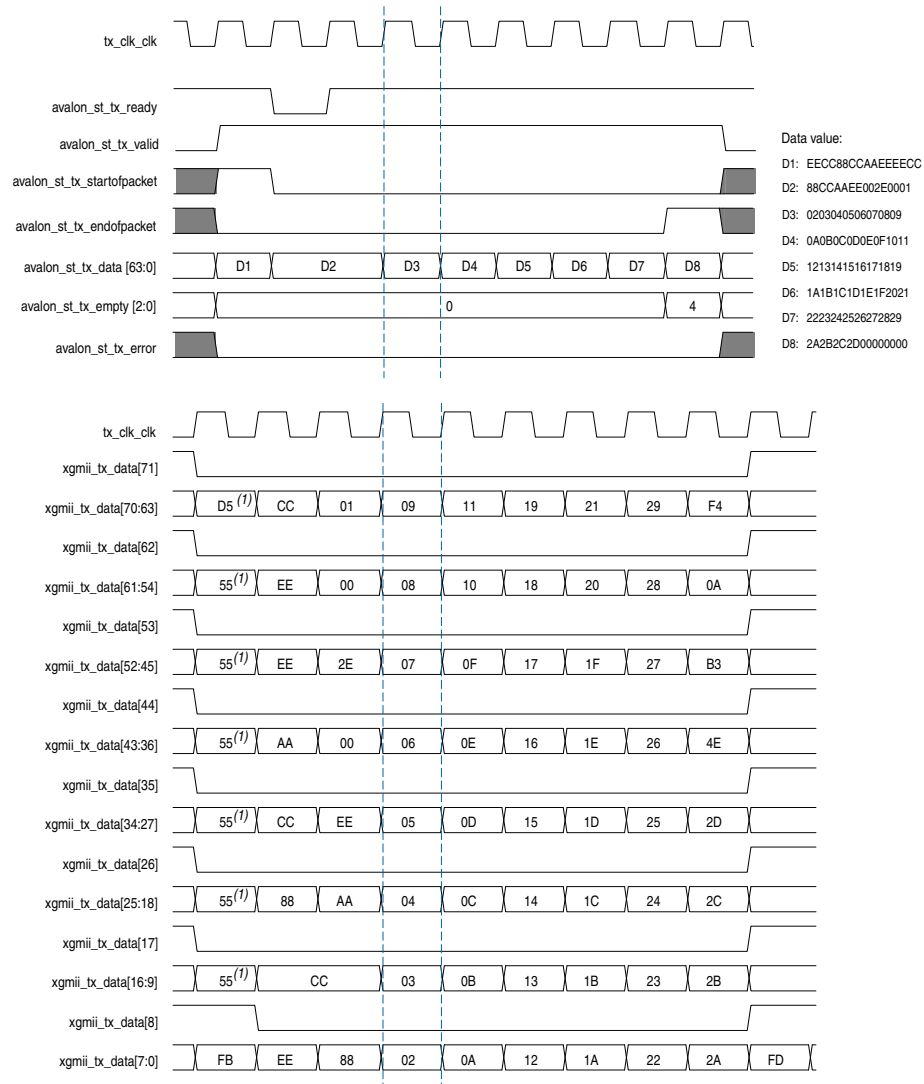 tx_clk_clk
avalon_st_tx_ready
avalon_st_tx_valid
avalon_st_tx_startofpacket
avalon_st_tx_endofpacket
avalon_st_tx_data [63:0] D1 D2 D3 D4 D5 D6 D7 D8
avalon_st_tx_empty [2:0] 0 4
avalon_st_tx_error
Data value:
D1: EECC88CCAAEEEECC
D2: 88CCAAEE002E0001
D3: 0203040506070809
D4: 0A0B0C0D0E0F1011
D5: 1213141516171819
D6: 1A1B1C1D1E1F2021
D7: 2223242526272829
D8: 2A2B2C2D00000000
tx_clk_clk
xgmii_tx_data[71]
xgmii_tx_data[70:63] D5 (1) CC 01 09 11 19 21 29 F4
xgmii_tx_data[62]
xgmii_tx_data[61:54] 55(1) EE 00 08 10 18 20 28 0A
xgmii_tx_data[53]
xgmii_tx_data[52:45] 55(1) EE 2E 07 0F 17 1F 27 B3
xgmii_tx_data[44]
xgmii_tx_data[43:36] 55(1) AA 00 06 0E 16 1E 26 4E
xgmii_tx_data[35]
xgmii_tx_data[34:27] 55(1) CC EE 05 0D 15 1D 25 2D
xgmii_tx_data[26]
xgmii_tx_data[25:18] 55(1) 88 AA 04 0C 14 1C 24 2C
xgmii_tx_data[17]
xgmii_tx_data[16:9] 55(1) CC 03 0B 13 1B 23 2B
xgmii_tx_data[8]
xgmii_tx_data[7:0] FB EE 88 02 0A 12 1A 22 2A FD